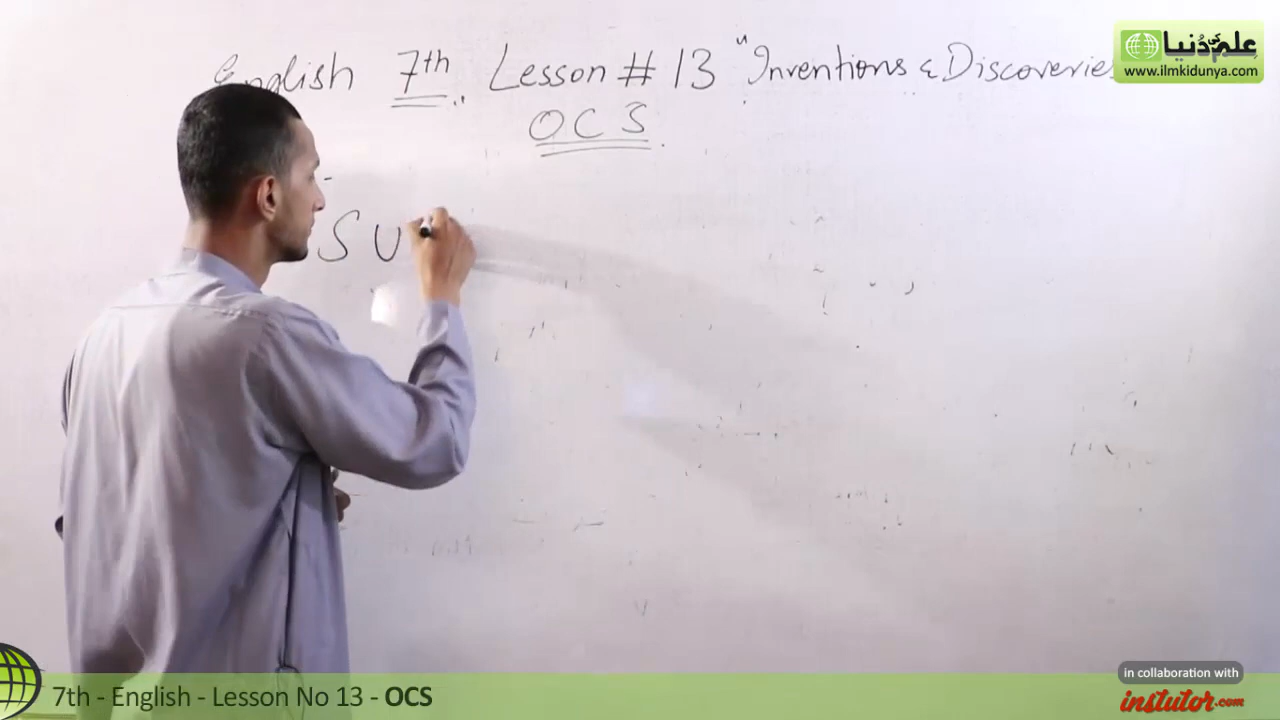 English 7th Lesson # 13 "Inventions & Discoveries
OCS
SU
علم کی دنیا
www.ilmkidunya.com
7th - English - Lesson No 13 - OCS
in collaboration with
instutor.com